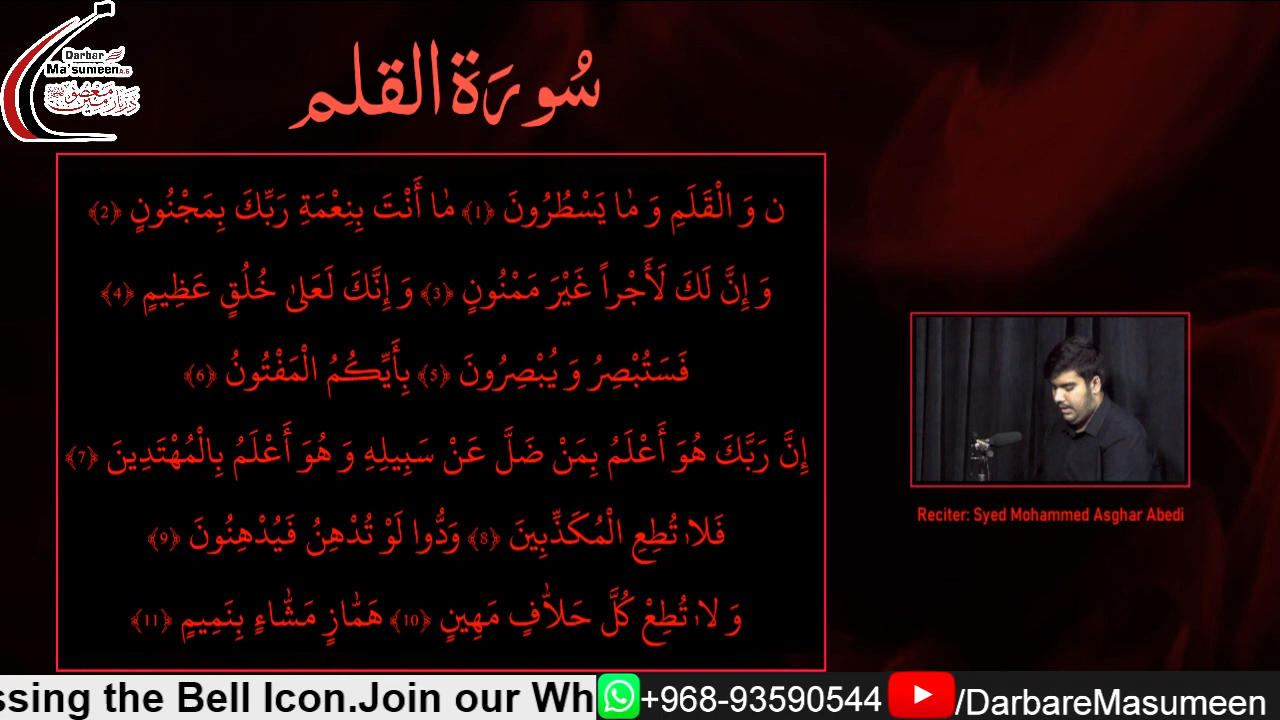 Darbar
Ma'sumeen A.S
سُورَة القلم
ن وَ الْقَلَمِ وَ مٰا يَسْطُرُونَ ﴿1﴾ مٰا أَنْتَ بِنِعْمَةِ رَبِّكَ بِمَجْنُونٍ ﴿2﴾
وَ إِنَّ لَكَ لَأَجْراً غَيْرَ مَمْنُونٍ ﴿3﴾ وَ إِنَّكَ لَعَلىٰ خُلُقٍ عَظِيمٍ ﴿4﴾
فَسَتُبْصِرُ وَ يُبْصِرُونَ ﴿5﴾ بِأَيِّكُمُ الْمَفْتُونُ ﴿6﴾
إِنَّ رَبَّكَ هُوَ أَعْلَمُ بِمَنْ ضَلَّ عَنْ سَبِيلِهِ وَ هُوَ أَعْلَمُ بِالْمُهْتَدِينَ ﴿7﴾
فَلاٰ تُطِعِ الْمُكَذِّبِينَ ﴿8﴾ وَدُّوا لَوْ تُدْهِنُ فَيُدْهِنُونَ ﴿9﴾
وَ لاٰ تُطِعْ كُلَّ حَلاّٰفٍ مَهِينٍ ﴿10﴾ هَمّٰازٍ مَشّٰاءٍ بِنَمِيمٍ ﴿11﴾
Reciter: Syed Mohammed Asghar Abedi
ssing the Bell Icon.Join our Wh
+968-93590544
/DarbareMasumeen